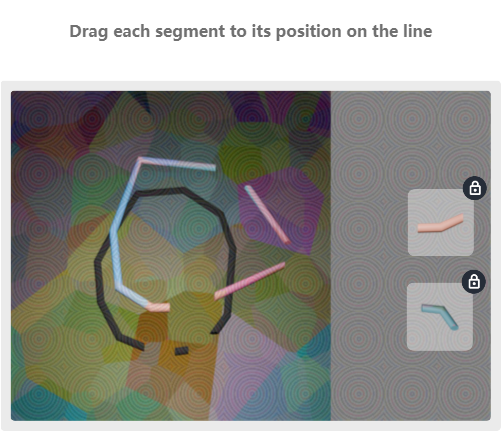 Drag each segment to its position on the line